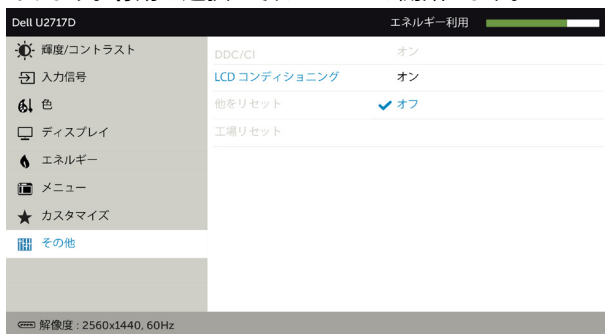 Dell U2717D エネルギー利用
輝度/コントラスト DDC/CI オン
入力信号 LCD コンディショニング オン
色 他をリセット オフ
ディスプレイ 工場リセット
エネルギー
メニュー
カスタマイズ
その他
解像度 : 2560x1440, 60Hz